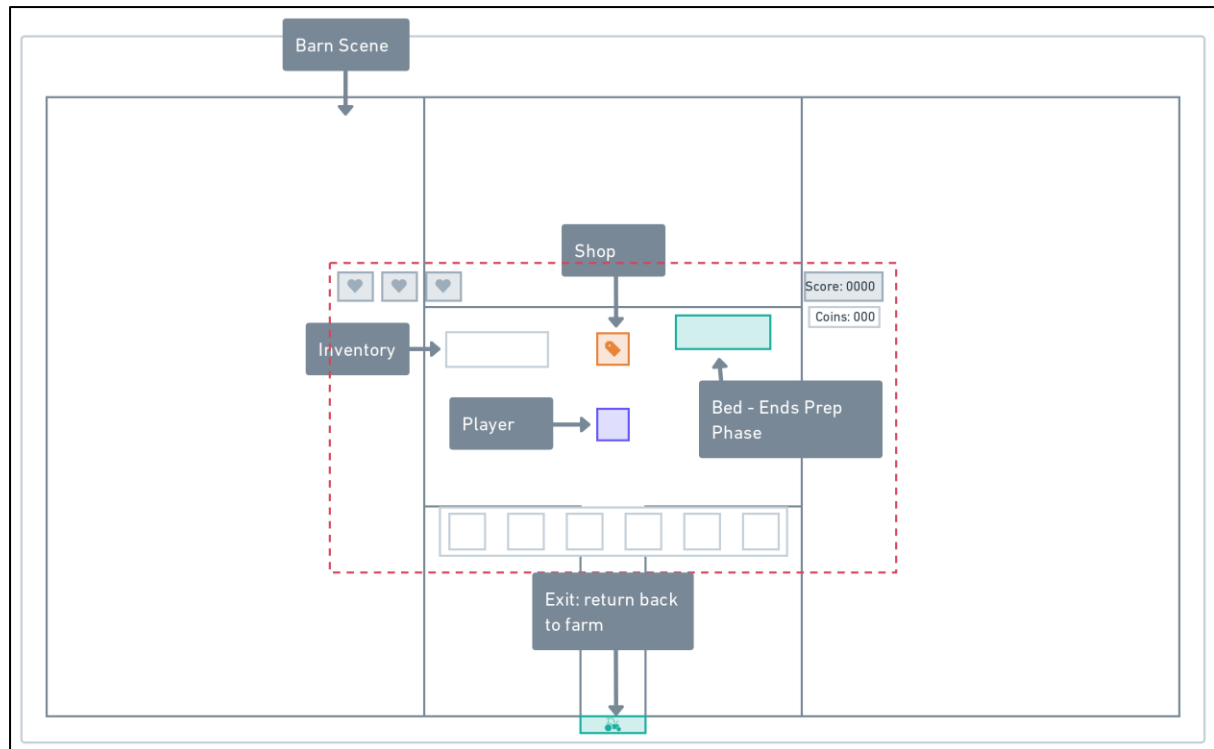 Barn Scene
Shop
Score: 0000
Coins: 000
Inventory
Player
Bed - Ends Prep
Phase
Exit: return back
to farm